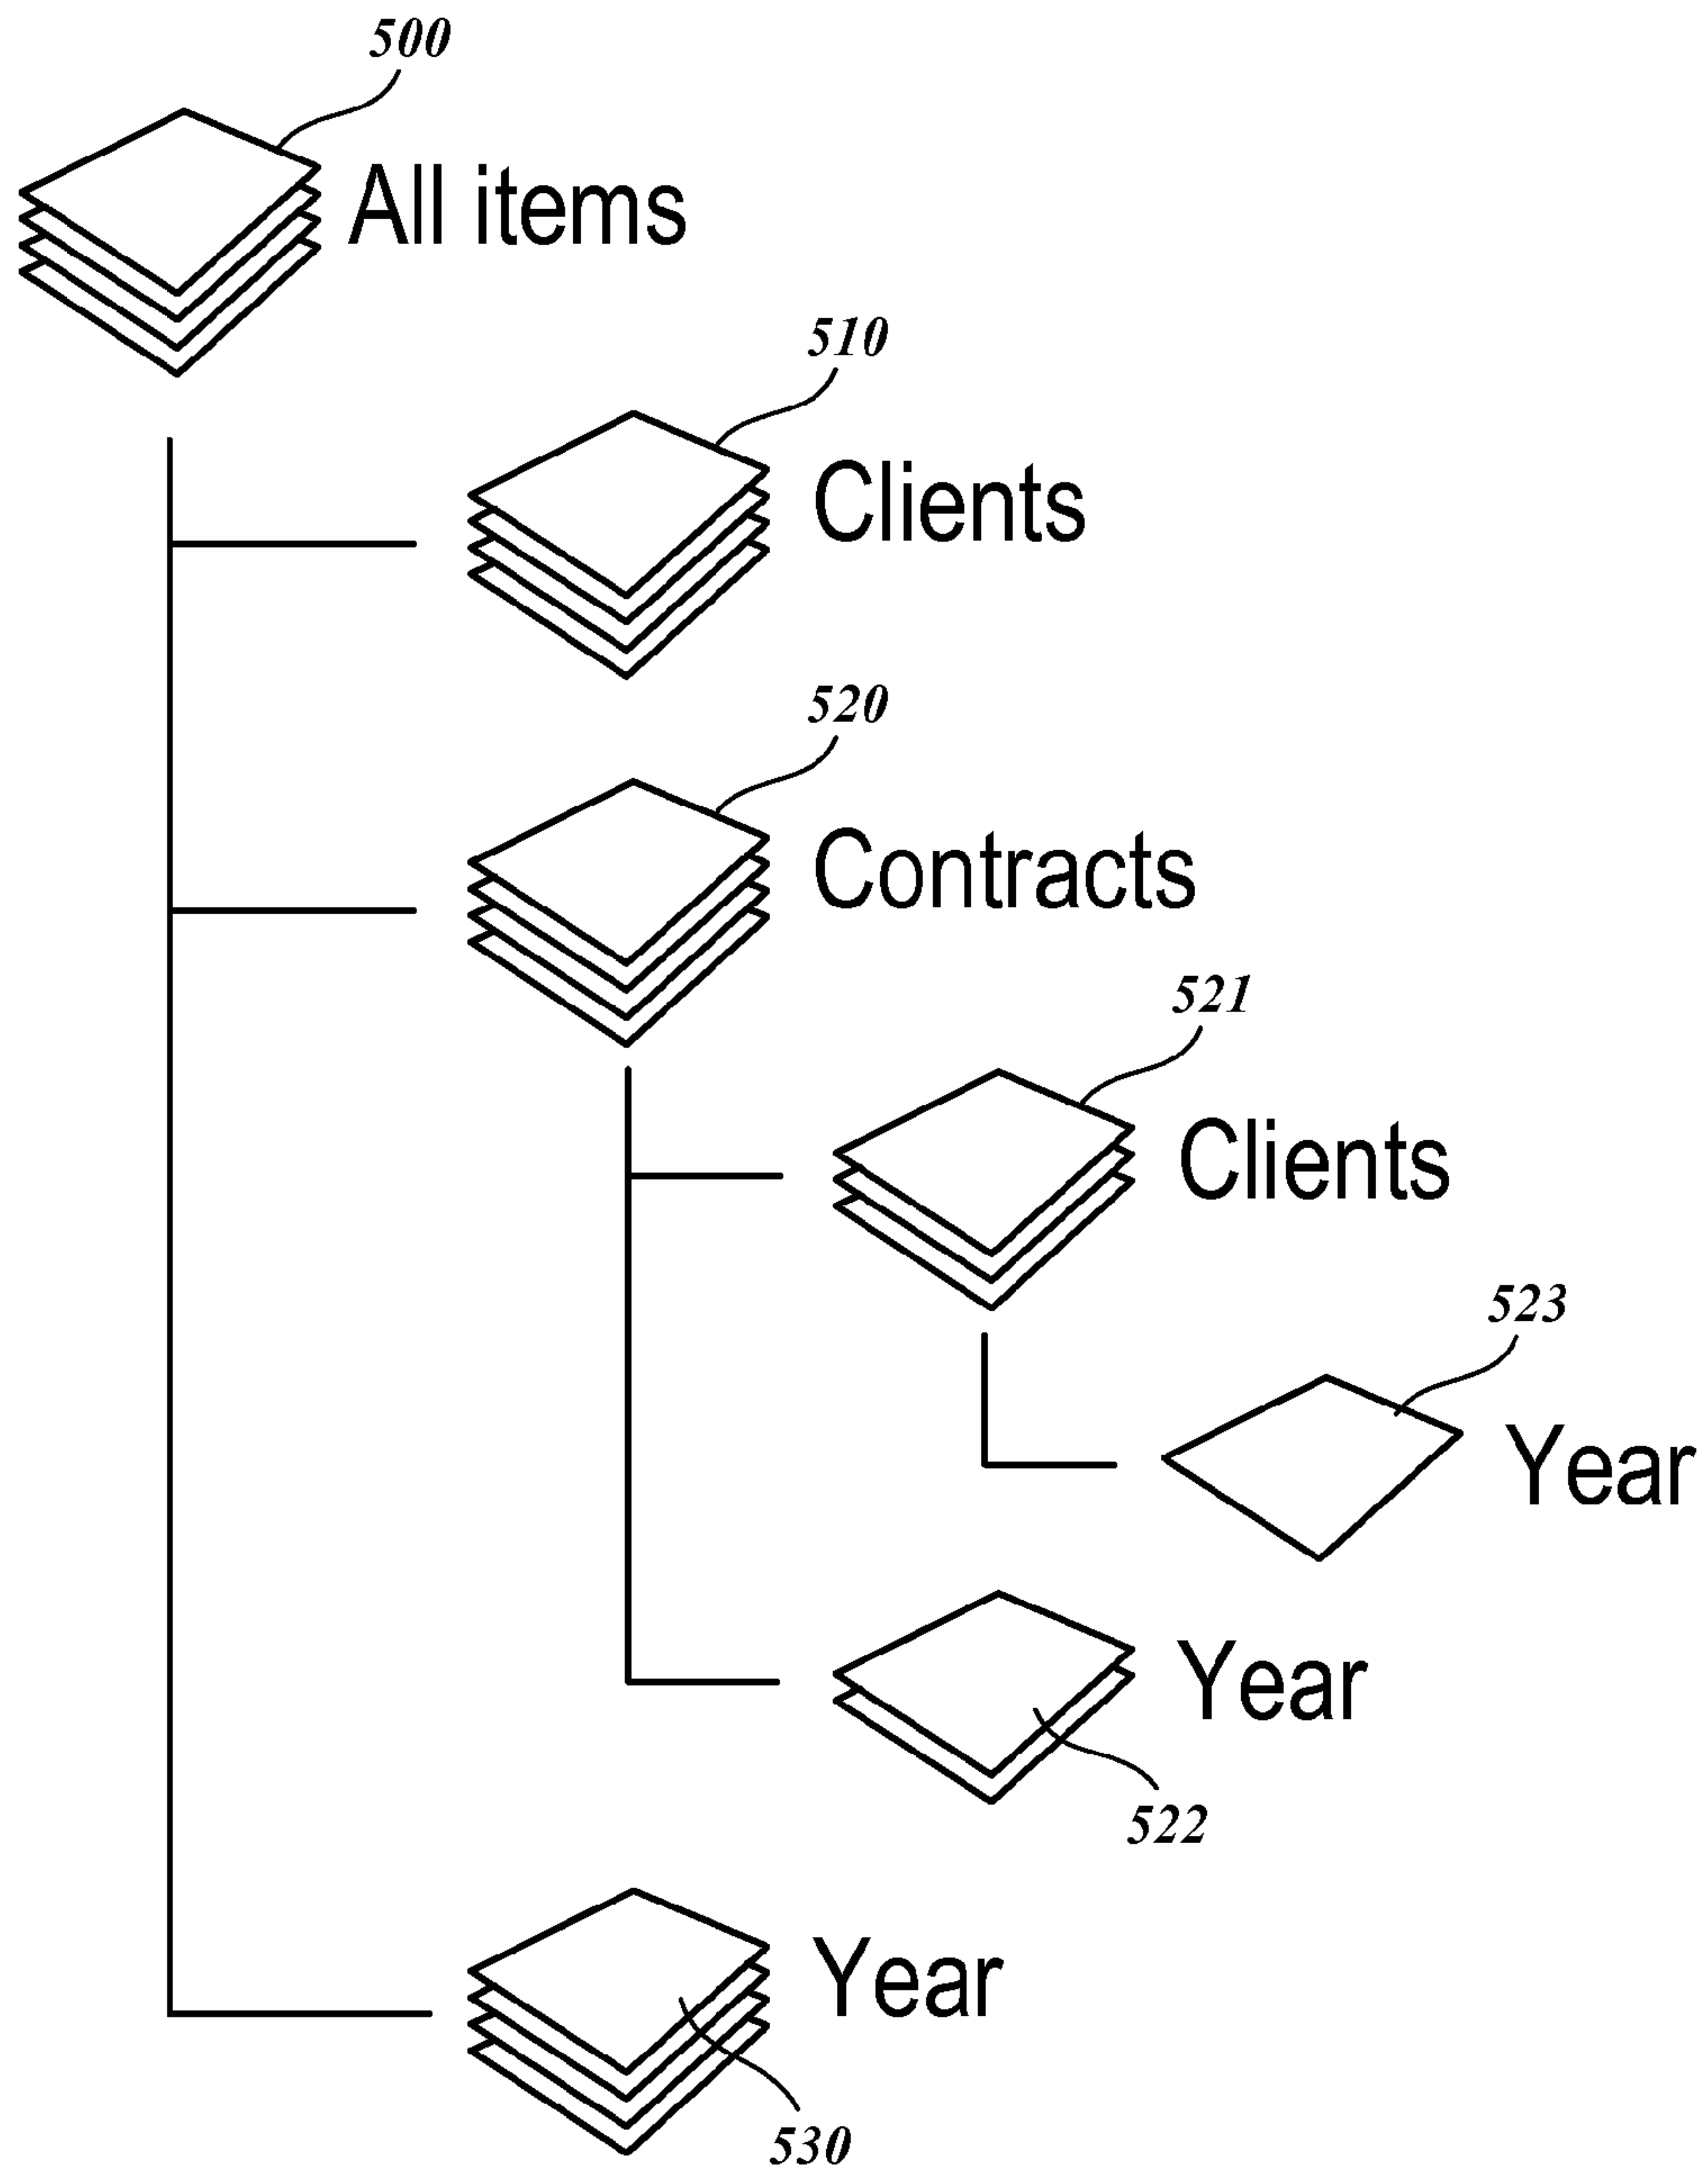 500
All items
510
Clients
520
Contracts
521
Clients
523
Year
Year
522
Year
530